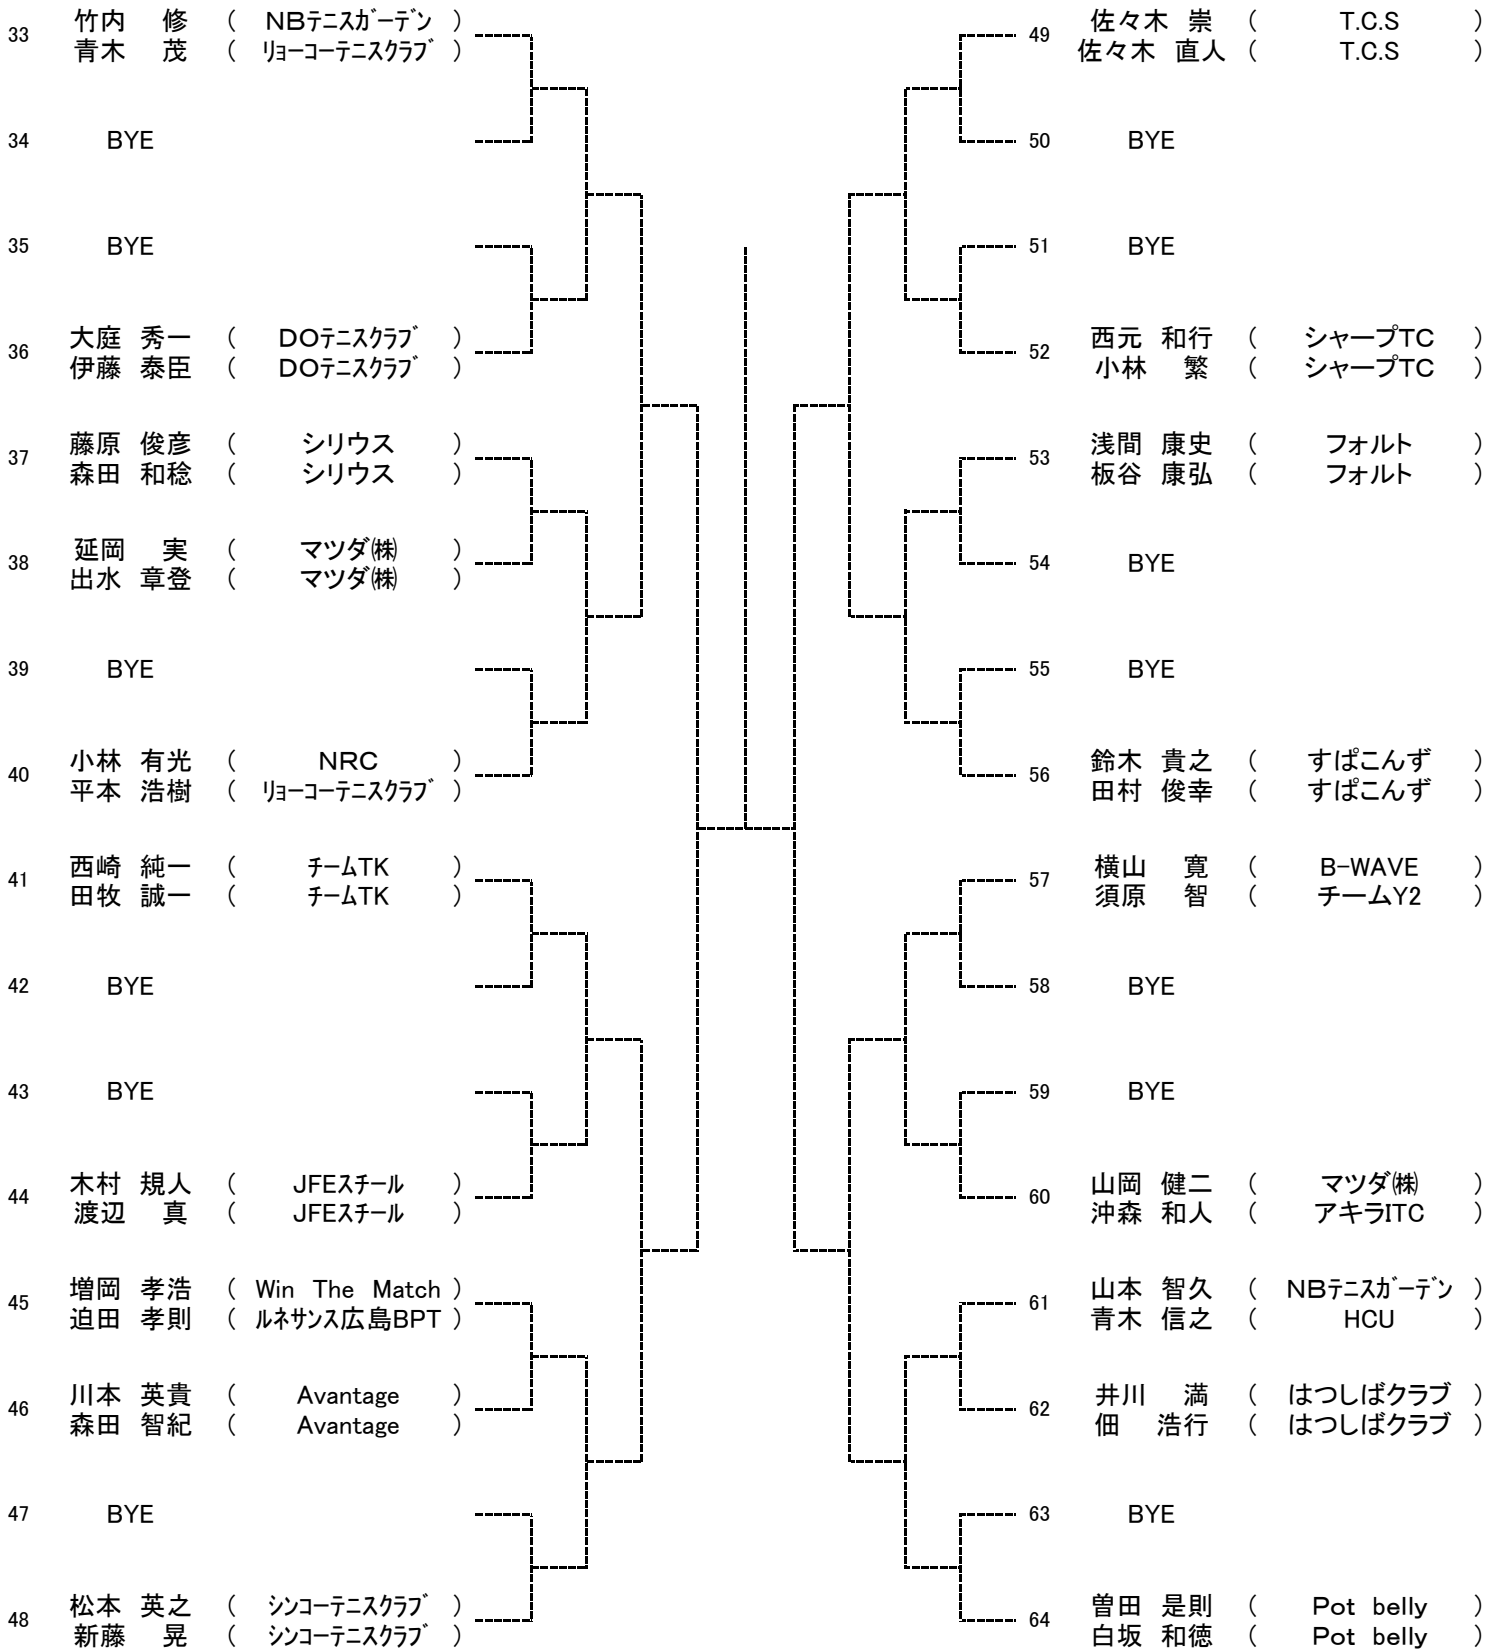 33 竹内 修 ( NBﾃﾆｽｶﾞｰﾃﾞﾝ )
青木 茂 ( ﾘｮｰｺｰﾃﾆｽｸﾗﾌﾞ )
34 BYE
35 BYE
36 大庭 秀一 ( DOﾃﾆｽｸﾗﾌﾞ )
伊藤 泰臣 ( DOﾃﾆｽｸﾗﾌﾞ )
37 藤原 俊彦 ( シリウス )
森田 和稔 ( シリウス )
38 延岡 実 ( マツダ㈱ )
出水 章登 ( マツダ㈱ )
39 BYE
40 小林 有光 ( NRC )
平本 浩樹 ( ﾘｮｰｺｰﾃﾆｽｸﾗﾌﾞ )
41 西崎 純一 ( ﾁｰﾑTK )
田牧 誠一 ( ﾁｰﾑTK )
42 BYE
43 BYE
44 木村 規人 ( JFEｽﾁｰﾙ )
渡辺 真 ( JFEｽﾁｰﾙ )
45 増岡 孝浩 ( Win The Match )
迫田 孝則 ( ﾙﾈｻﾝｽ広島BPT )
46 川本 英貴 ( Avantage )
森田 智紀 ( Avantage )
47 BYE
48 松本 英之 ( ｼﾝｺｰﾃﾆｽｸﾗﾌﾞ )
新藤 晃 ( ｼﾝｺｰﾃﾆｽｸﾗﾌﾞ )
49 佐々木 崇 ( T.C.S )
佐々木 直人 ( T.C.S )
50 BYE
51 BYE
52 西元 和行 ( シャープTC )
小林 繁 ( シャープTC )
53 浅間 康史 ( フォルト )
板谷 康弘 ( フォルト )
54 BYE
55 BYE
56 鈴木 貴之 ( すぱこんず )
田村 俊幸 ( すぱこんず )
57 横山 寛 ( B-WAVE )
須原 智 ( チームY2 )
58 BYE
59 BYE
60 山岡 健二 ( マツダ㈱ )
沖森 和人 ( アキラITC )
61 山本 智久 ( NBﾃﾆｽｶﾞｰﾃﾞﾝ )
青木 信之 ( HCU )
62 井川 満 ( はつしばクラブ )
佃 浩行 ( はつしばクラブ )
63 BYE
64 曽田 是則 ( Pot belly )
白坂 和徳 ( Pot belly )